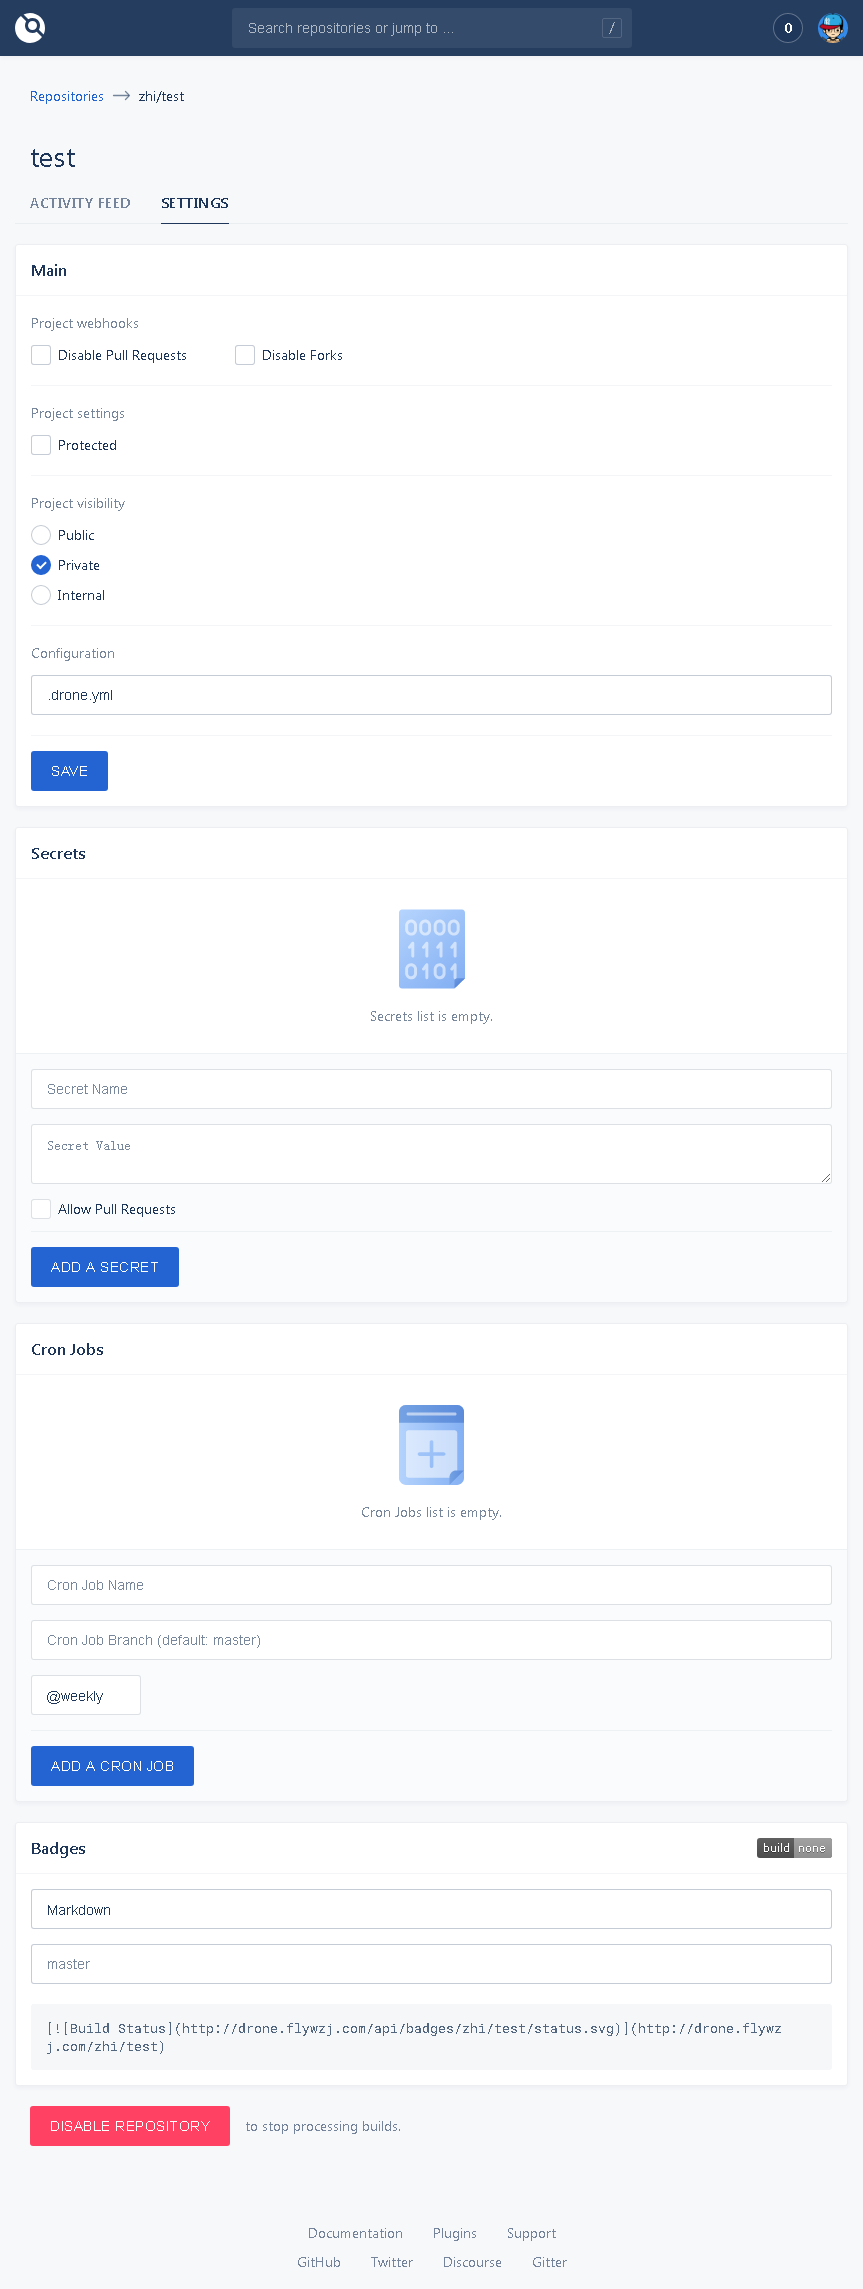 Search repositories or jump to ...
/
0
Repositories → zhi/test
test
ACTIVITY FEED SETTINGS
Main
Project webhooks
Disable Pull Requests Disable Forks
Project settings
Protected
Project visibility
Public
Private
Internal
Configuration
.drone.yml
SAVE
Secrets
0000
1111
0101
Secrets list is empty.
Secret Name
Secret Value
Allow Pull Requests
ADD A SECRET
Cron Jobs
Cron Jobs list is empty.
Cron Job Name
Cron Job Branch (default: master)
@weekly
ADD A CRON JOB
Badges
build none
Markdown
master
[![Build Status](http://drone.flywzj.com/api/badges/zhi/test/status.svg)](http://drone.flywz
j.com/zhi/test)
DISABLE REPOSITORY to stop processing builds.
Documentation Plugins Support
GitHub Twitter Discourse Gitter